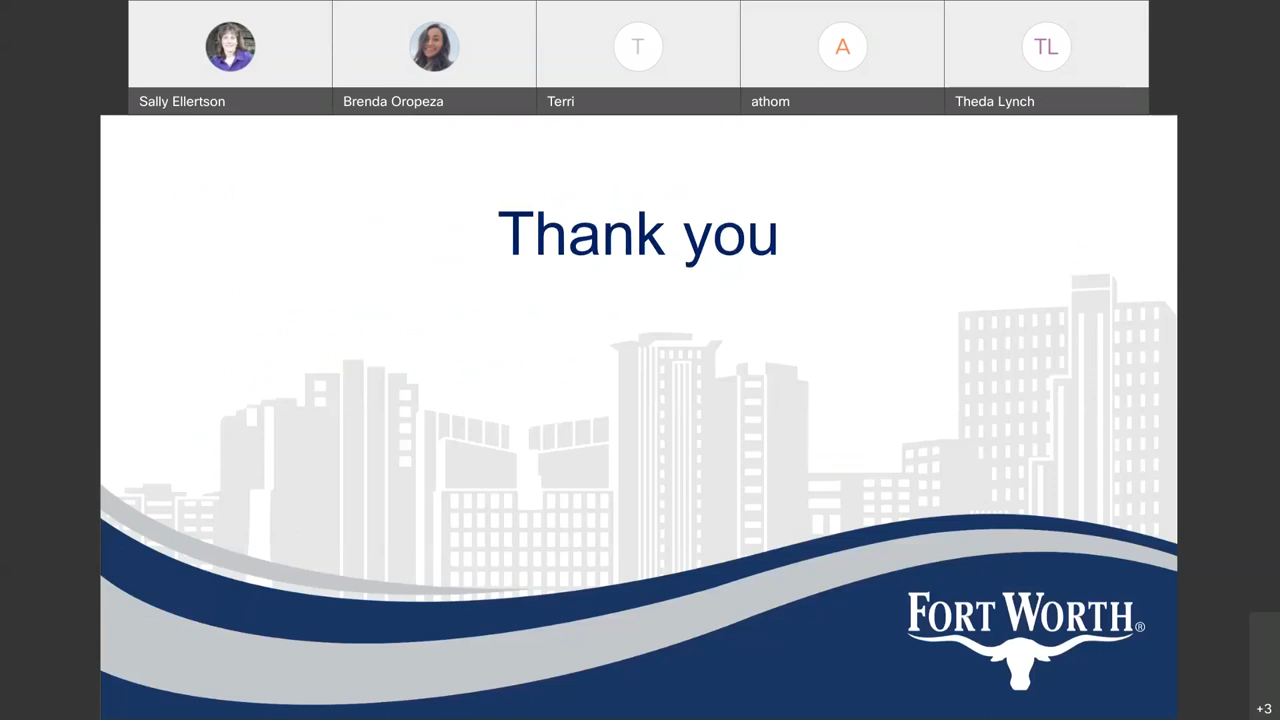 Sally Ellertson
Brenda Oropeza
T
Terri
A
athom
TL
Theda Lynch
Thank you
FORT WORTH®
+3